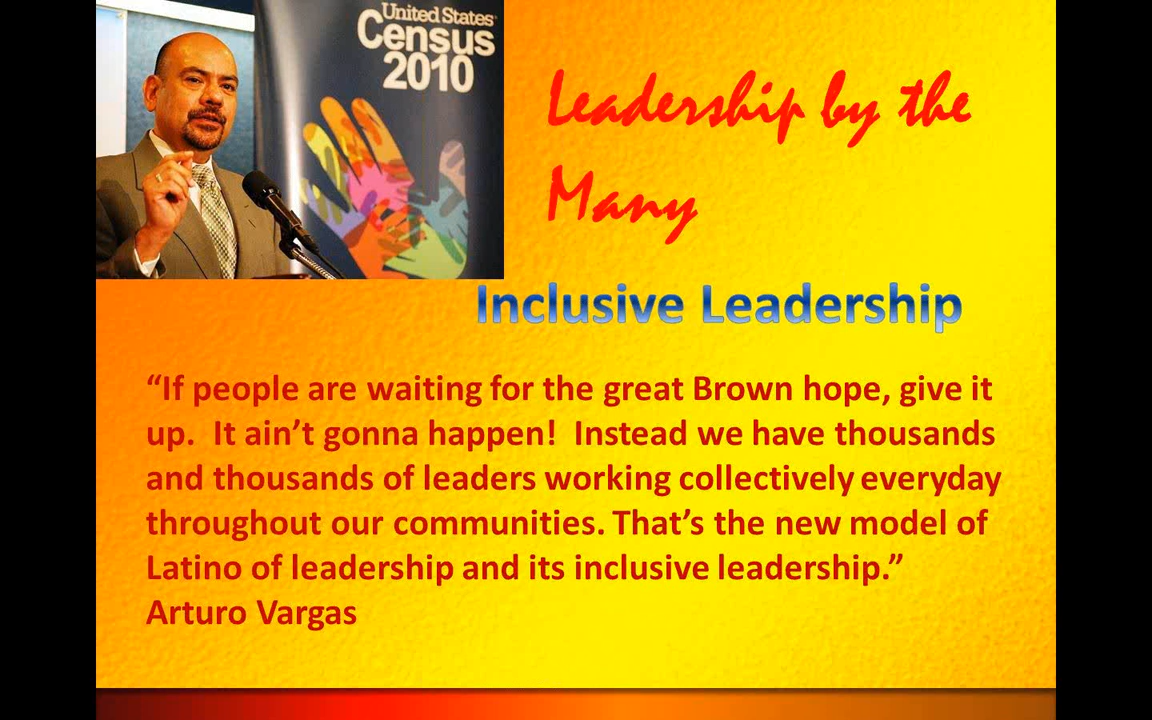 United States
Census
2010
Leadership by the
Many
Inclusive Leadership
“If people are waiting for the great Brown hope, give it
up.  It ain’t gonna happen!  Instead we have thousands
and thousands of leaders working collectively everyday
throughout our communities. That’s the new model of
Latino of leadership and its inclusive leadership.”
Arturo Vargas